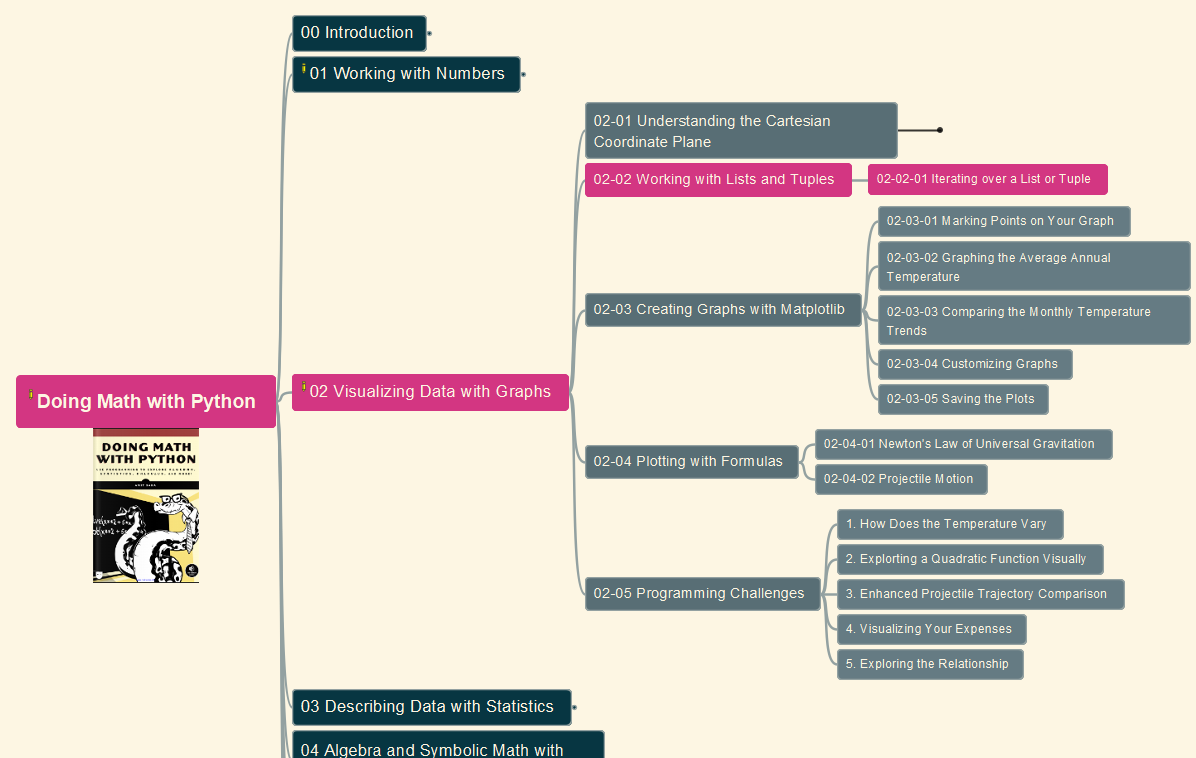 00 Introduction
01 Working with Numbers
02-01 Understanding the Cartesian
Coordinate Plane
02-02 Working with Lists and Tuples
02-02-01 Iterating over a List or Tuple
02-03-01 Marking Points on Your Graph
02-03-02 Graphing the Average Annual
Temperature
02-03 Creating Graphs with Matplotlib
02-03-03 Comparing the Monthly Temperature
Trends
02-03-04 Customizing Graphs
02-03-05 Saving the Plots
Doing Math with Python
02 Visualizing Data with Graphs
DOING MATH
WITH PYTHON
02-04 Plotting with Formulas
02-04-01 Newton's Law of Universal Gravitation
02-04-02 Projectile Motion
02-05 Programming Challenges
1. How Does the Temperature Vary
2. Explorting a Quadratic Function Visually
3. Enhanced Projectile Trajectory Comparison
4. Visualizing Your Expenses
5. Exploring the Relationship
03 Describing Data with Statistics
04 Algebra and Symbolic Math with